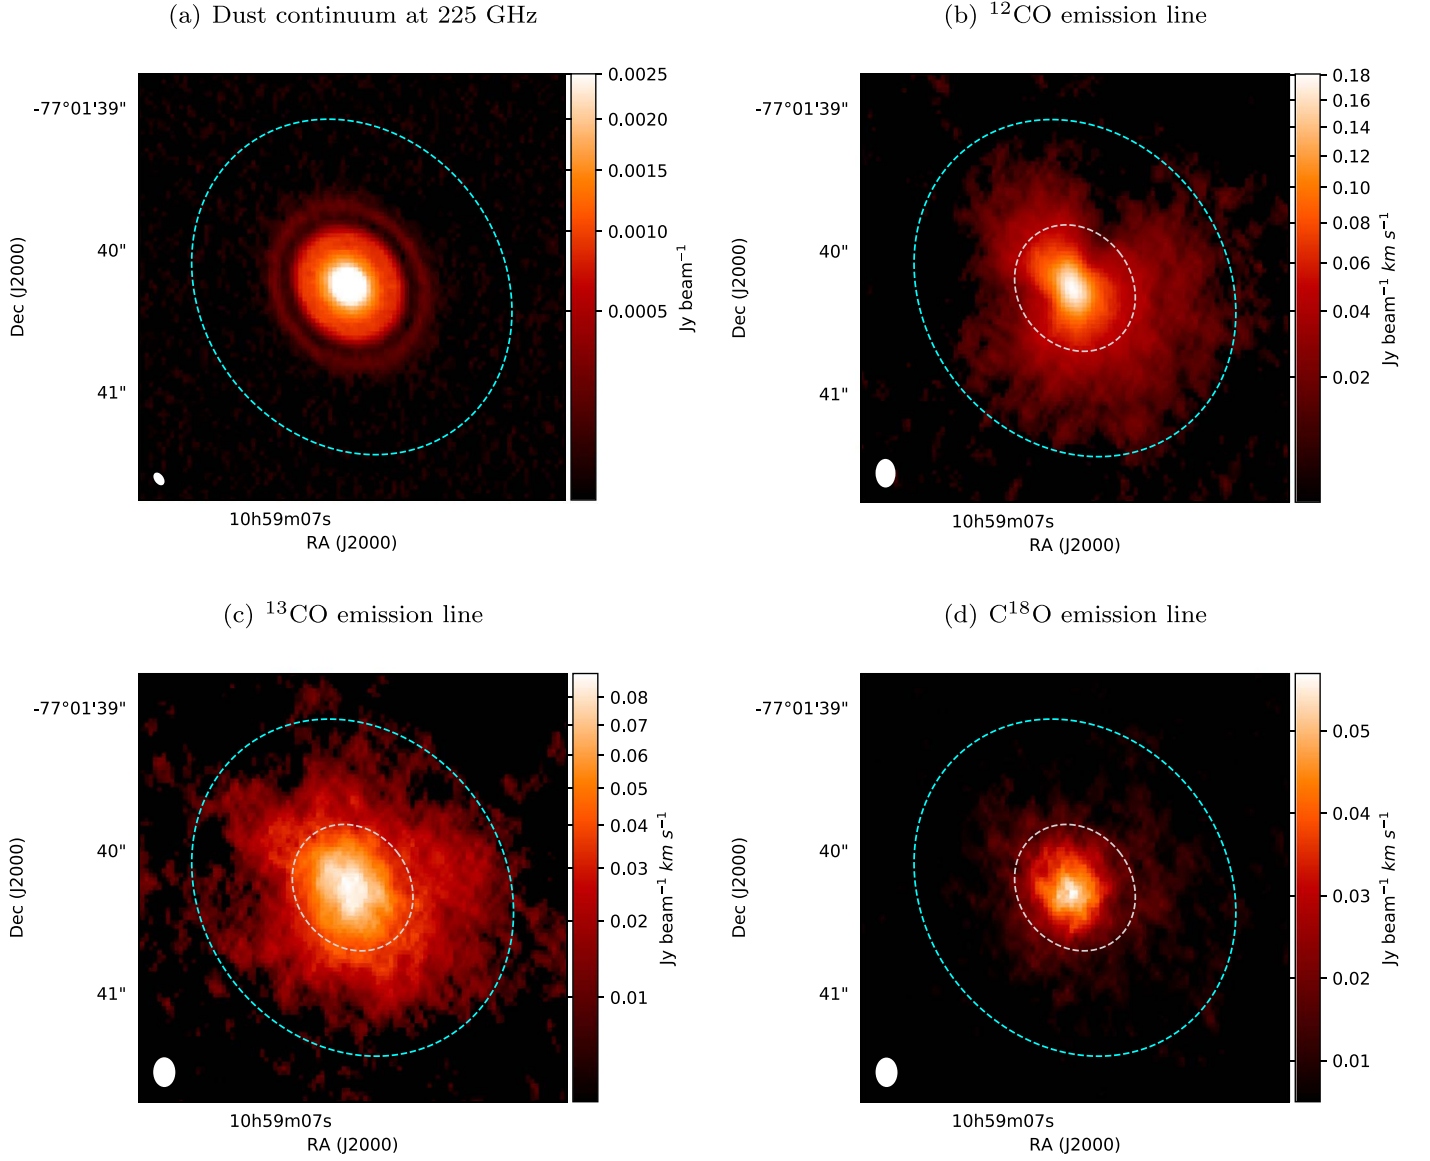 (a) Dust continuum at 225 GHz
-77°01'39"
40"
41"
Dec (J2000)
10h59m07s
RA (J2000)
0.0025
0.0020
0.0015
0.0010
0.0005
Jy beam⁻¹
(b) ¹²CO emission line
-77°01'39"
40"
41"
Dec (J2000)
10h59m07s
RA (J2000)
0.18
0.16
0.14
0.12
0.10
0.08
0.06
0.04
0.02
Jy beam⁻¹ km s⁻¹
(c) ¹³CO emission line
-77°01'39"
40"
41"
Dec (J2000)
10h59m07s
RA (J2000)
0.08
0.07
0.06
0.05
0.04
0.03
0.02
0.01
Jy beam⁻¹ km s⁻¹
(d) C¹⁸O emission line
-77°01'39"
40"
41"
Dec (J2000)
10h59m07s
RA (J2000)
0.05
0.04
0.03
0.02
0.01
Jy beam⁻¹ km s⁻¹